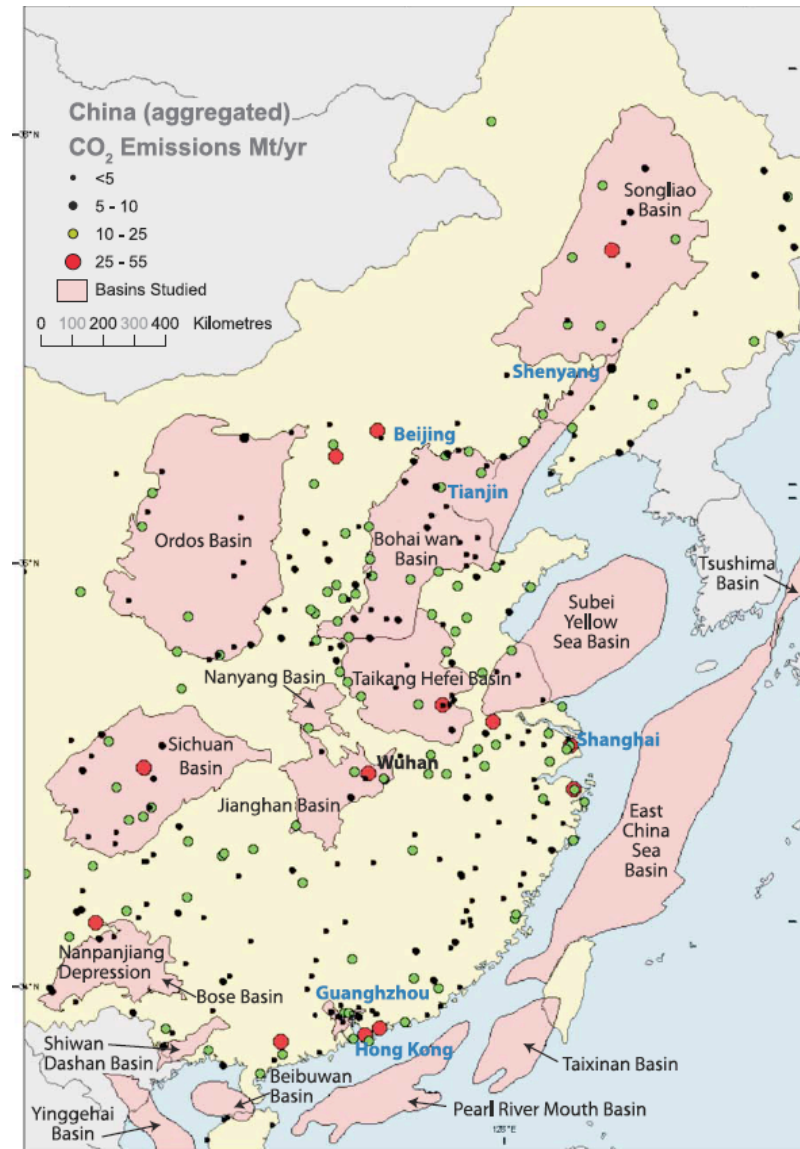 China (aggregated)
CO₂ Emissions Mt/yr
<5
5 - 10
10 - 25
25 - 55
Basins Studied
0 100 200 300 400 Kilometres
Songliao
Basin
Shenyang
Beijing
Tianjin
Ordos Basin
Bohai wan
Basin
Tsushima
Basin
Subei
Yellow
Sea Basin
Nanyang Basin
Taikang Hefei Basin
Sichuan
Basin
Wuhan
Shanghai
Jianghan Basin
East
China
Sea
Basin
Nanpanjiang
Depression
Bose Basin
Guanghzhou
Shiwan
Dashan Basin
Hong Kong
Taixinan Basin
Beibuwan
Basin
Pearl River Mouth Basin
Yinggehai
Basin